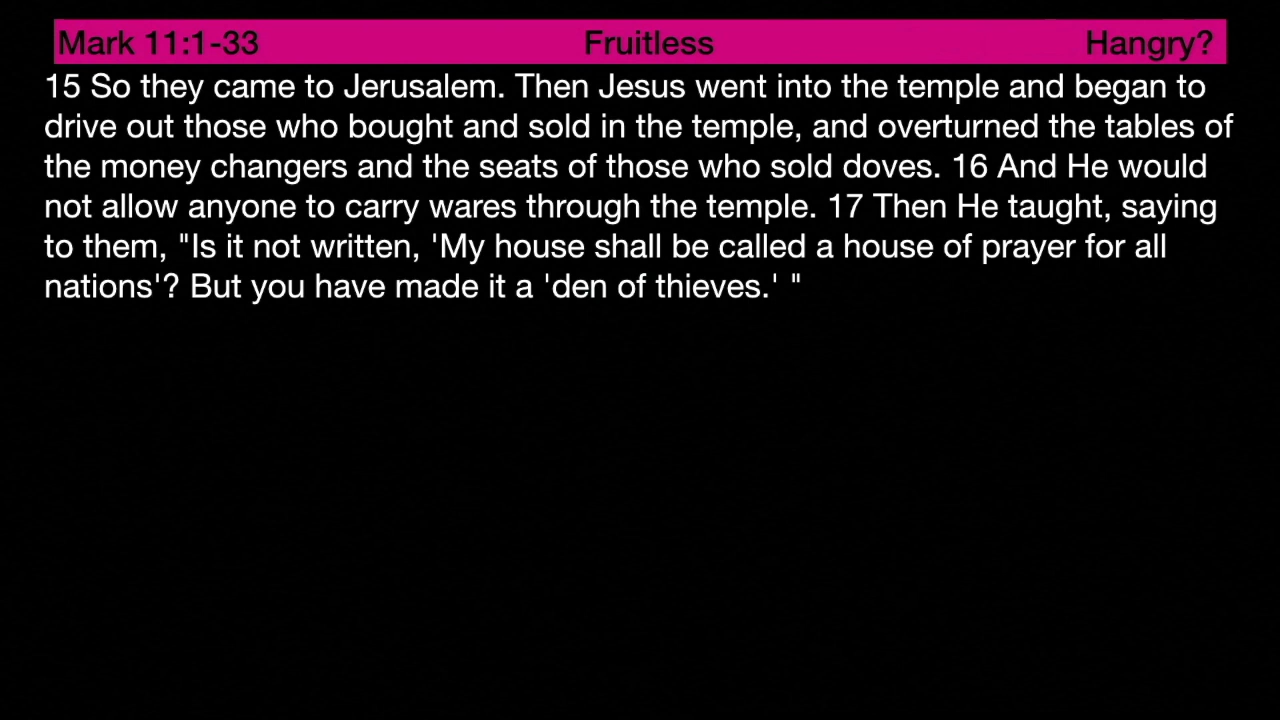 Mark 11:1-33 Fruitless Hangry?
15 So they came to Jerusalem. Then Jesus went into the temple and began to
drive out those who bought and sold in the temple, and overturned the tables of
the money changers and the seats of those who sold doves. 16 And He would
not allow anyone to carry wares through the temple. 17 Then He taught, saying
to them, "Is it not written, 'My house shall be called a house of prayer for all
nations'? But you have made it a 'den of thieves.' "